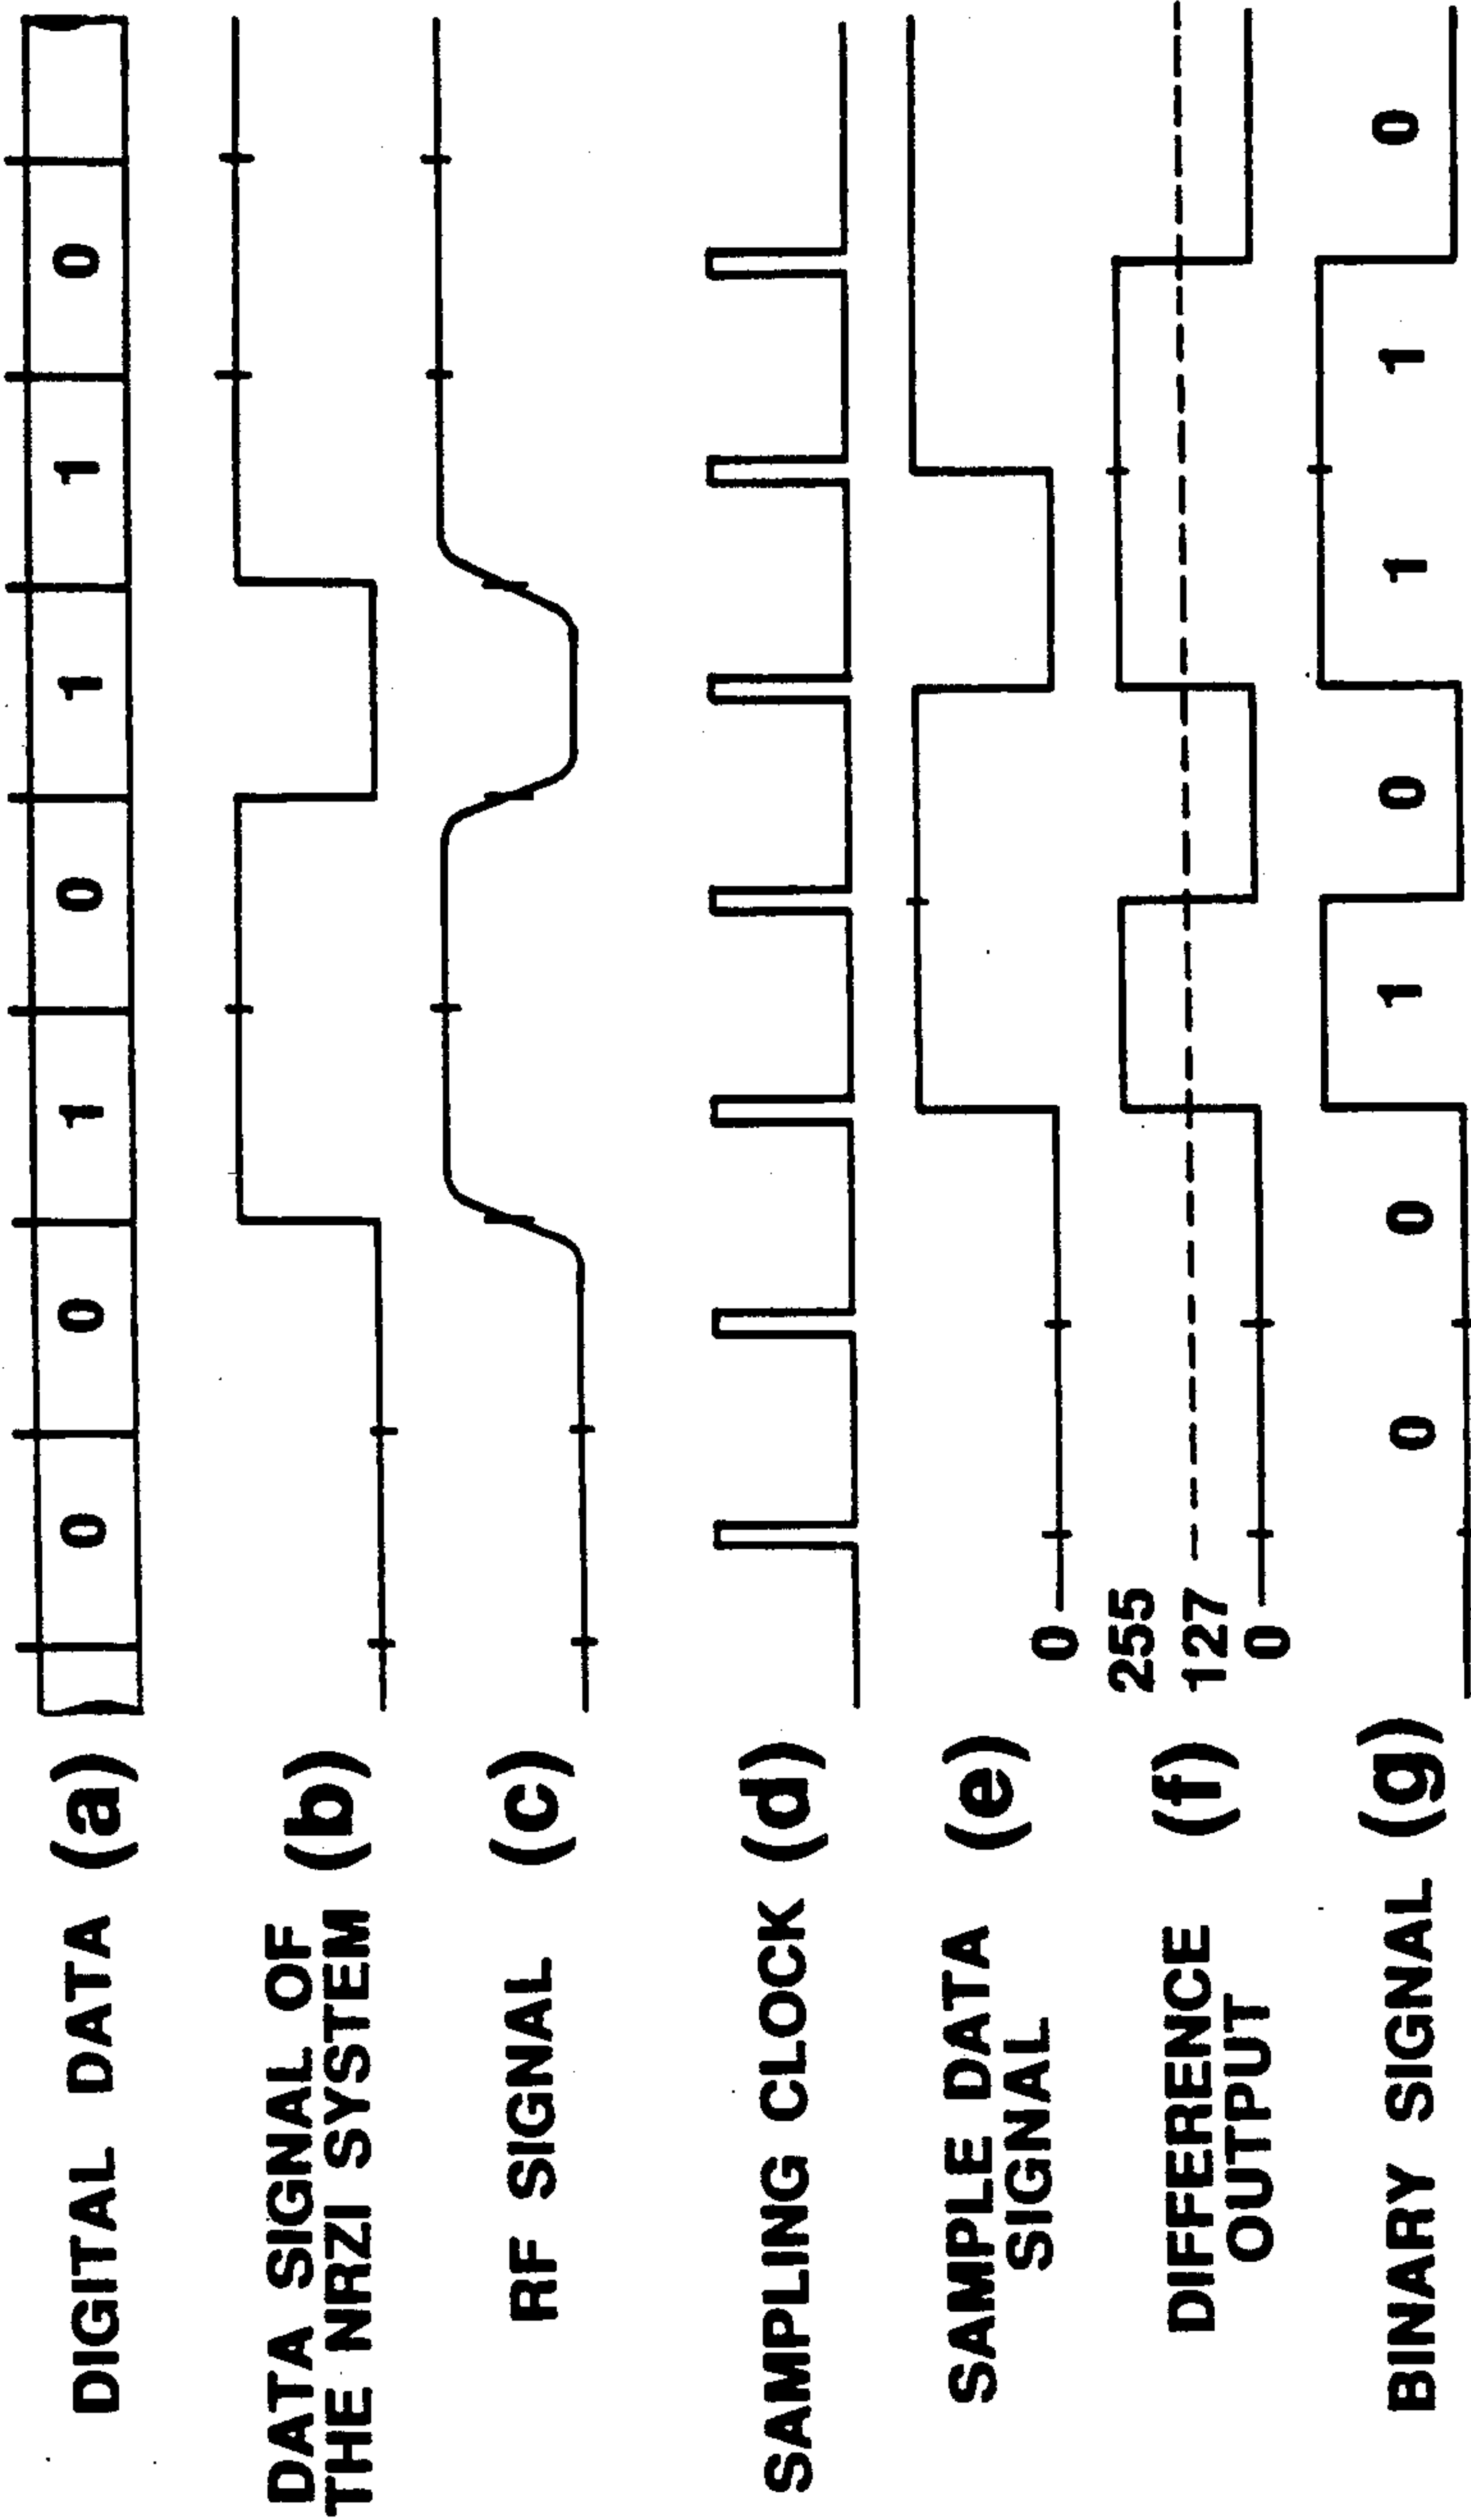 DIGITAL DATA (a) 0 0 1 0 1 1 0
DATA SIGNAL OF
THE NRZI SYSTEM (b)
RF SIGNAL (c)
SAMPLING CLOCK (d)
SAMPLE DATA
SIGNAL (e)
0
DIFFERENCE
OUTPUT (f)
255
127
0
BINARY SIGNAL (g) 0 0 1 0 1 1 0